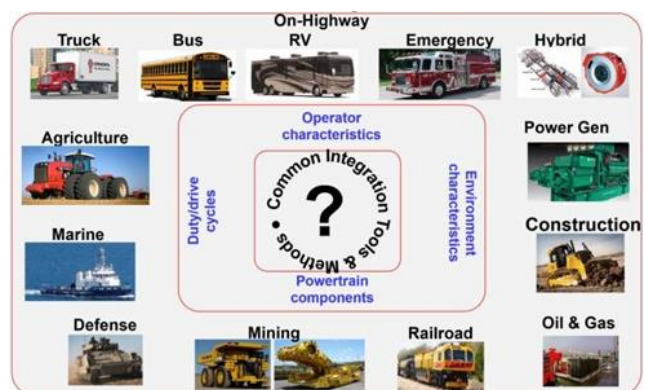 On-Highway
Truck
Bus
RV
Emergency
Hybrid
Agriculture
Operator
characteristics
Power Gen
Duty/drive
cycles
Common Integration
Tools & Methods •
?
Environment
characteristics
Construction
Marine
Powertrain
components
Defense
Mining
Railroad
Oil & Gas